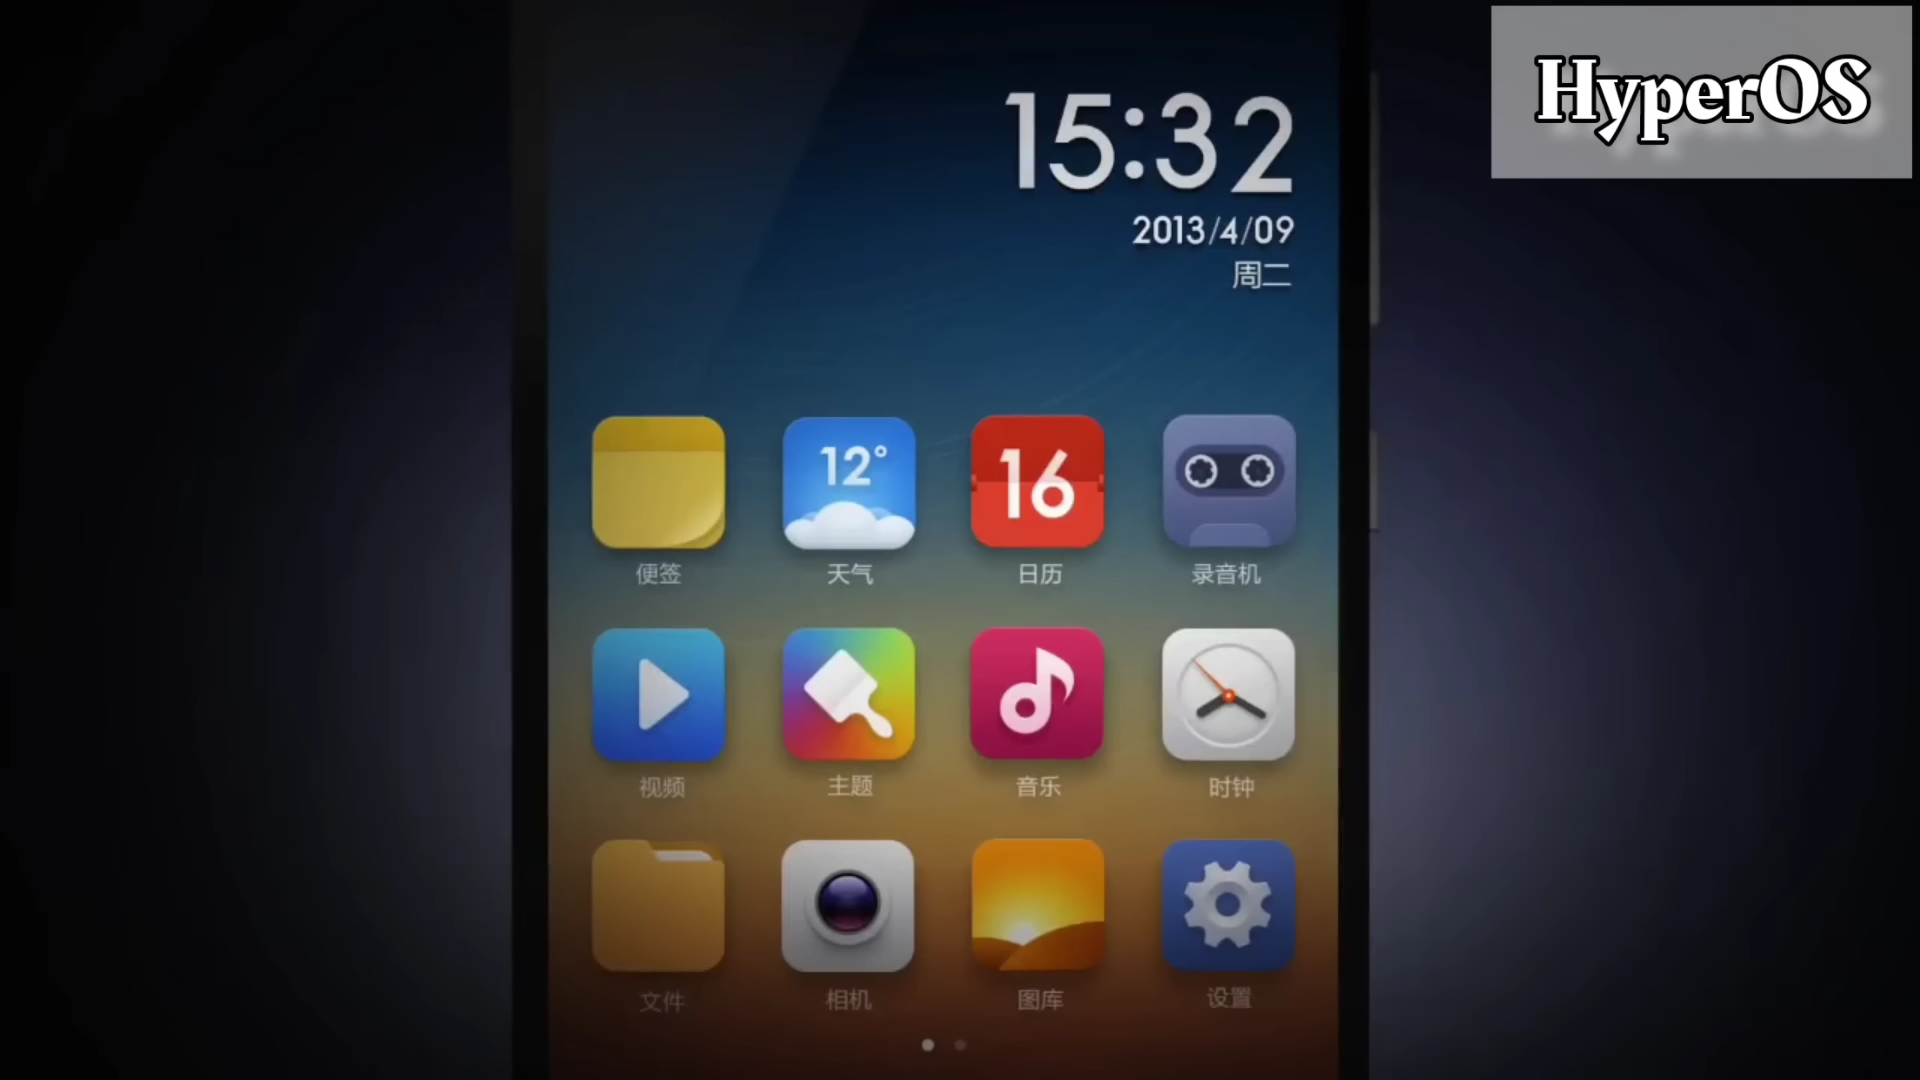 HyperOS
15:32
2013/4/09
周二
12°
16
便签
天气
日历
录音机
视频
主题
音乐
时钟
文件
相机
图库
设置